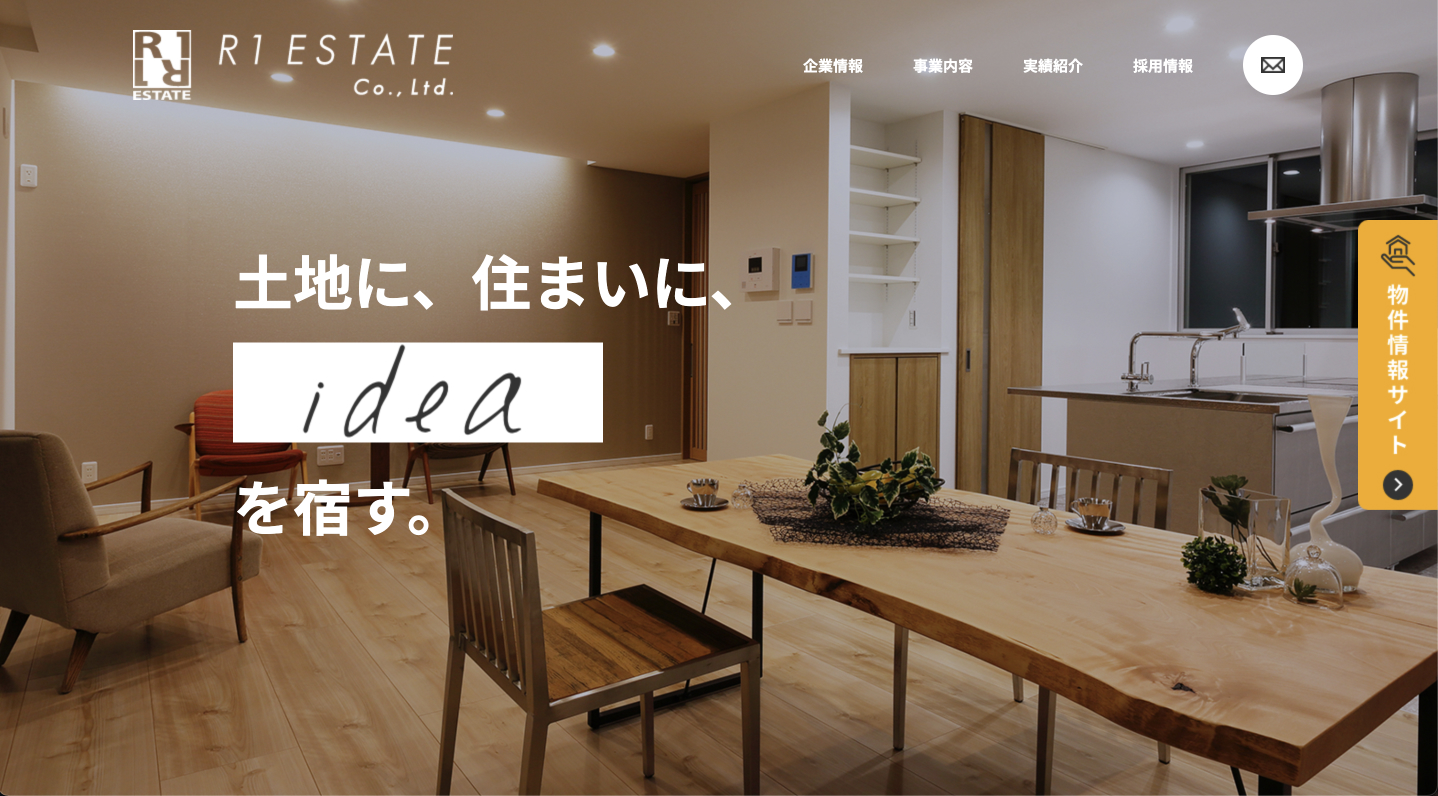 R1
R1
ESTATE
R1 ESTATE
Co., Ltd.
企業情報
事業内容
実績紹介
採用情報
土地に、住まいに、
idea
を宿す。
物件情報サイト